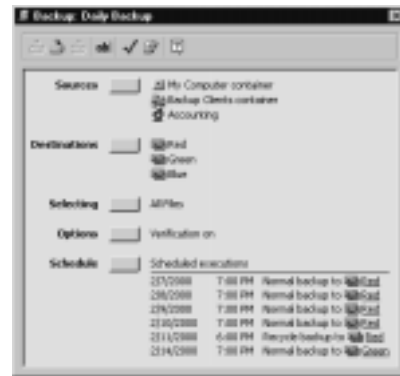 Backup: Daily Backup
Sources My Computer container
Backup Clients container
Accounting
Destinations Red
Green
Blue
Selecting All Files
Options Verification on
Schedule Scheduled executions
2/7/2000 7:00 PM Normal backup to Red
2/8/2000 7:00 PM Normal backup to Red
2/9/2000 7:00 PM Normal backup to Red
2/10/2000 7:00 PM Normal backup to Red
2/11/2000 6:00 PM Recycle backup to Red
2/14/2000 7:00 PM Normal backup to Green